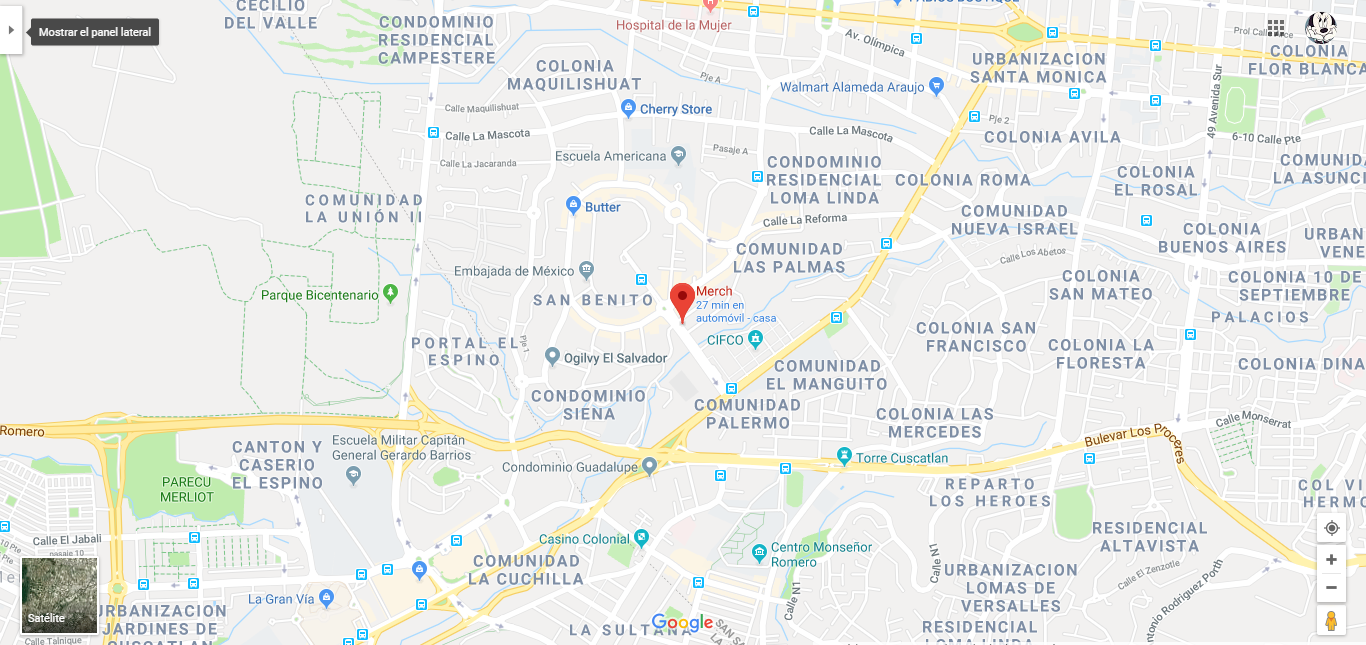 CECILIO
DEL VALLE
Mostrar el panel lateral
CONDOMINIO
RESIDENCIAL
CAMPESTERE
Hospital de la Mujer
Av. Olímpica
Prol Calle
COLONIA
FLOR BLANCA
URBANIZACION
SANTA MONICA
COLONIA
MAQUILISHUAT
Pje A
Walmart Alameda Araujo
Calle Maquilishuat
Cherry Store
49 Avenida Sur
Pje 2
Calle La Mascota
Calle La Mascota
COLONIA AVILA
6-10 Calle Pte
Escuela Americana
Pasaje A
Calle La Jacaranda
CONDOMINIO
RESIDENCIAL
LOMA LINDA
COLONIA ROMA
COLONIA
EL ROSAL
COMUNIDA
LA ASUNCI
COMUNIDAD
LA UNIÓN II
Butter
Calle La Reforma
COMUNIDAD
NUEVA ISRAEL
COLONIA
BUENOS AIRES
URBAN
VENE
COMUNIDAD
LAS PALMAS
Calle Los Abetos
Embajada de México
COLONIA
SAN MATEO
COLONIA 10 DE
SEPTIEMBRE
Parque Bicentenario
SAN BENITO
Merch
27 min en
automóvil - casa
PALACIOS
CIFCO
COLONIA SAN
FRANCISCO
COLONIA LA
FLORESTA
PORTAL EL
ESPINO
Pje 1
Ogilvy El Salvador
COLONIA DINA
COMUNIDAD
EL MANGUITO
CONDOMINIO
SIENA
COMUNIDAD
PALERMO
COLONIA LAS
MERCEDES
Calle Monserrat
Romero
Bulevar Los Proceres
CANTON Y
CASERIO
EL ESPINO
Escuela Militar Capitán
General Gerardo Barrios
Condominio Guadalupe
Torre Cuscatlan
PARECU
MERLIOT
REPARTO
LOS HEROES
COL VI
HERMO
Calle El Jabali
pasaje 10
Casino Colonial
Centro Monseñor
Romero
RESIDENCIAL
ALTAVISTA
COMUNIDAD
LA CUCHILLA
LN Calle
URBANIZACION
LOMAS DE
VERSALLES
Calle El Zenzotle
Antonio Rodriguez Porth
La Gran Vía
Calle N1
Satélite
URBANIZACION
JARDINES DE
CUSCATLAN
Calle Talnique
LA SULTANA
Google
RESIDENCIAL
LOMA LINDA